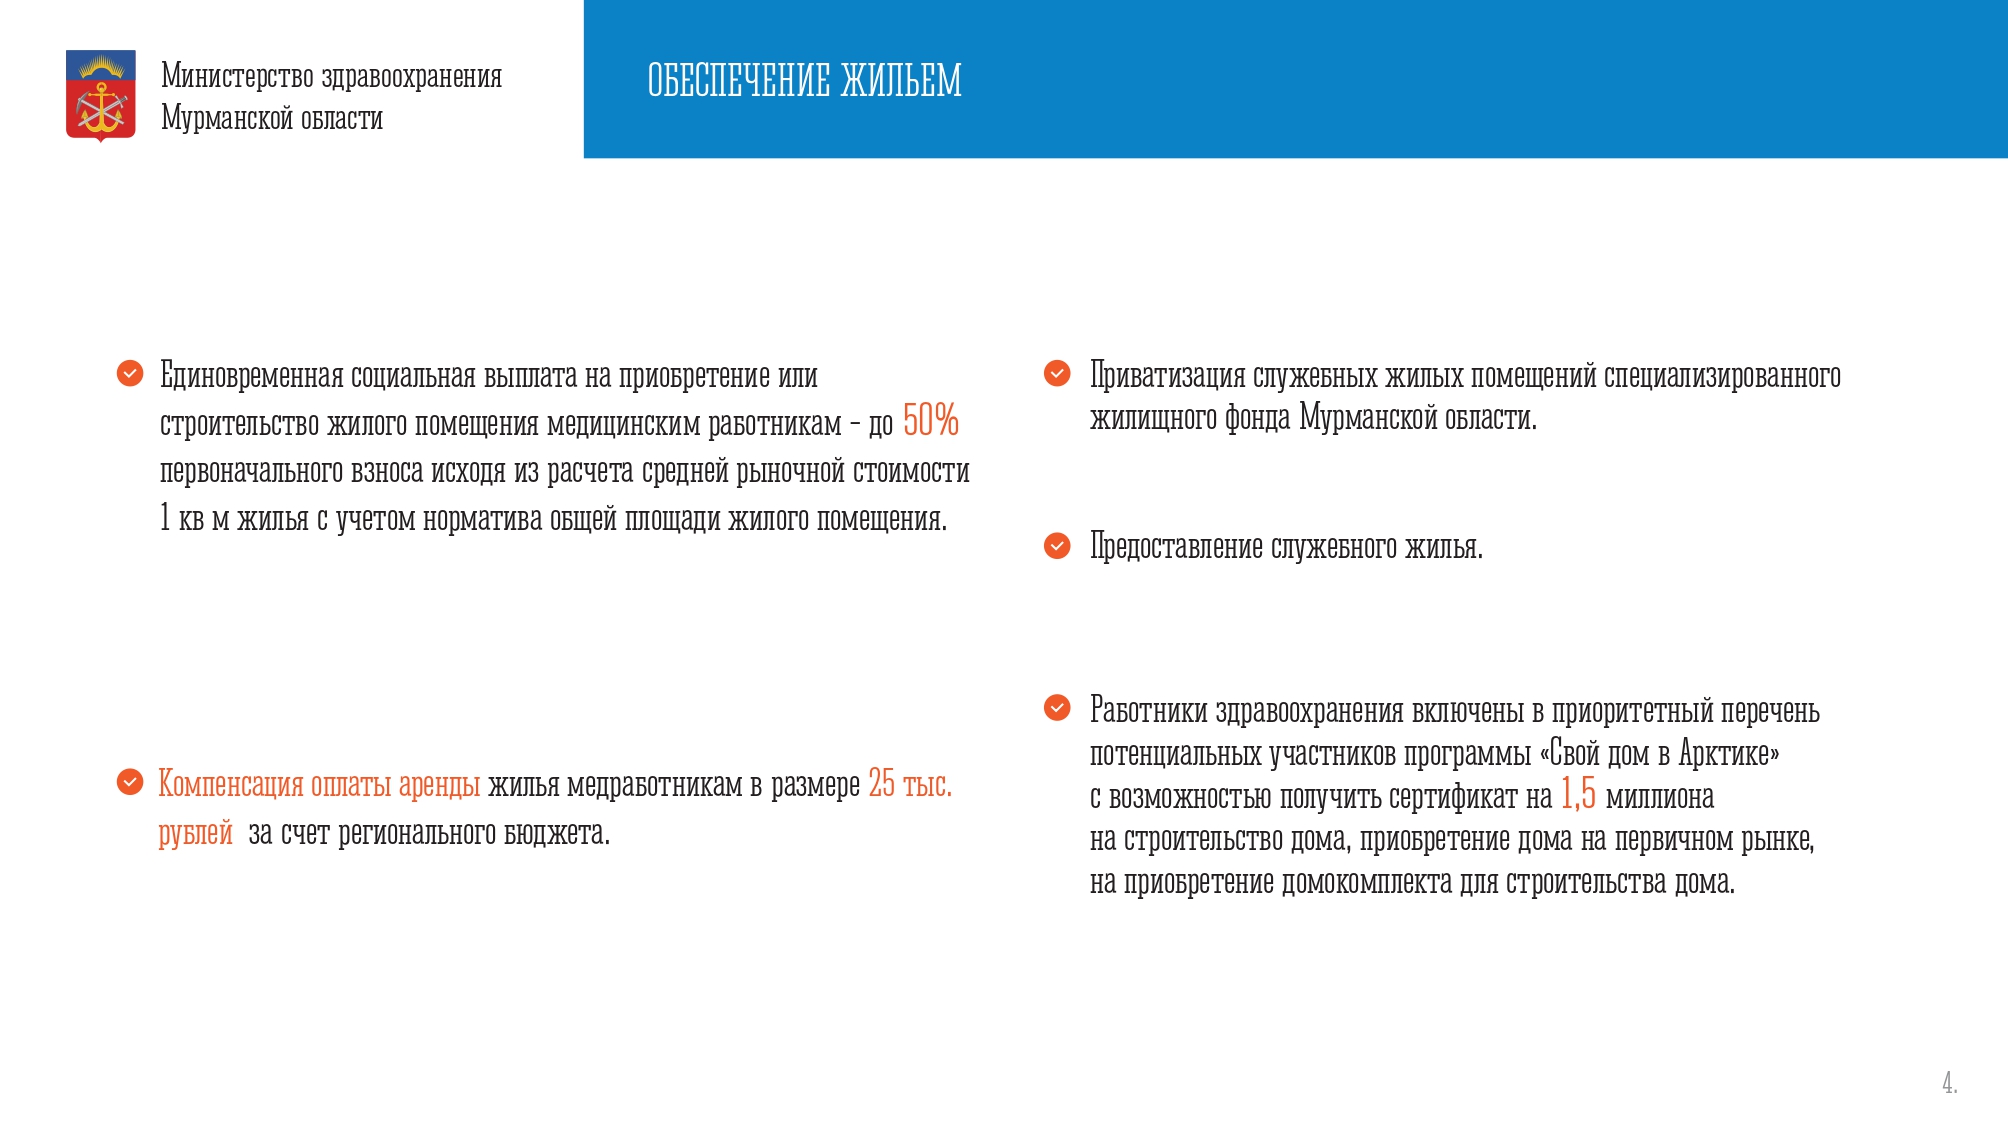 Министерство здравоохранения
Мурманской области
ОБЕСПЕЧЕНИЕ ЖИЛЬЕМ
Единовременная социальная выплата на приобретение или
строительство жилого помещения медицинским работникам – до 50%
первоначального взноса исходя из расчета средней рыночной стоимости
1 кв м жилья с учетом норматива общей площади жилого помещения.
Компенсация оплаты аренды жилья медработникам в размере 25 тыс.
рублей за счет регионального бюджета.
Приватизация служебных жилых помещений специализированного
жилищного фонда Мурманской области.
Предоставление служебного жилья.
Работники здравоохранения включены в приоритетный перечень
потенциальных участников программы «Свой дом в Арктике»
с возможностью получить сертификат на 1,5 миллиона
на строительство дома, приобретение дома на первичном рынке,
на приобретение домокомплекта для строительства дома.
4.